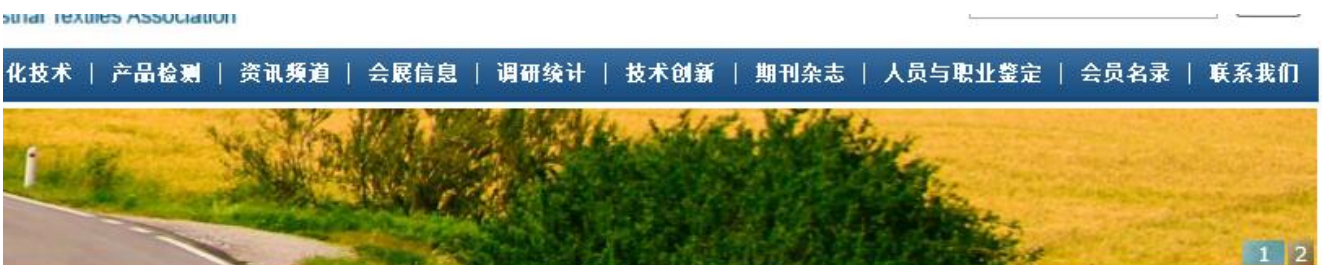 strial Textiles Association
化技术 | 产品检测 | 资讯频道 | 会展信息 | 调研统计 | 技术创新 | 期刊杂志 | 人员与职业鉴定 | 会员名录 | 联系我们
1 2